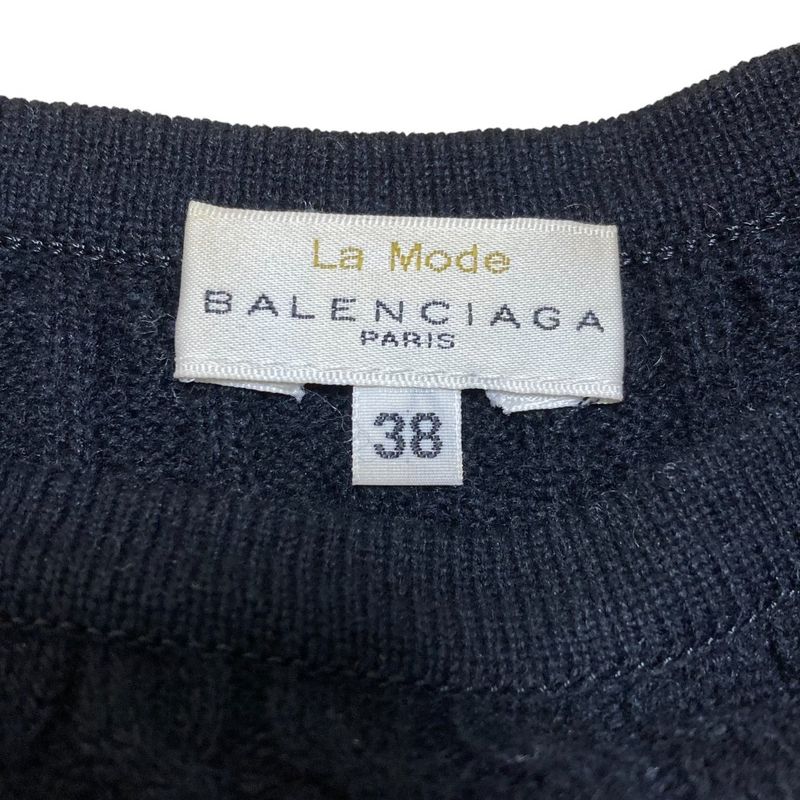 La Mode
BALENCIAGA
PARIS
38